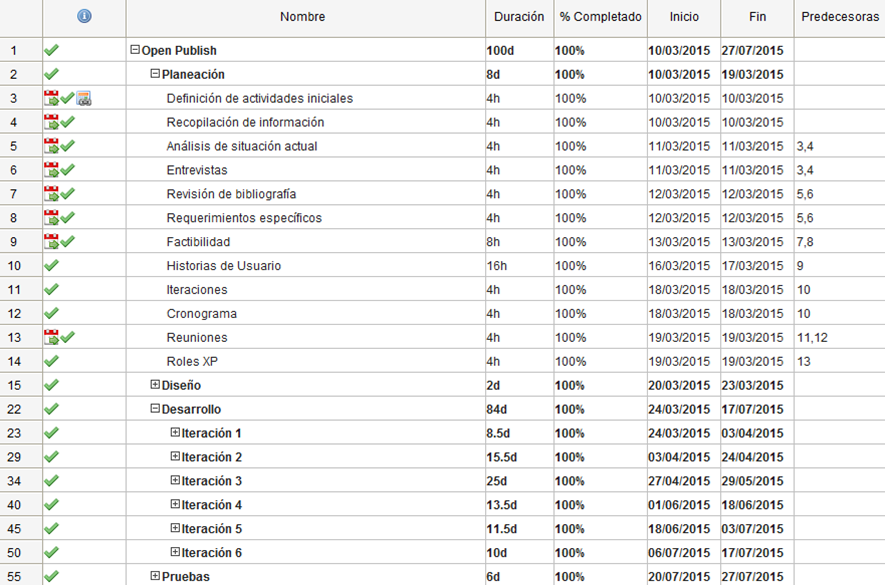 Nombre Duración % Completado Inicio Fin Predecesoras
1 Open Publish 100d 100% 10/03/2015 27/07/2015
2 Planeación 8d 100% 10/03/2015 19/03/2015
3 Definición de actividades iniciales 4h 100% 10/03/2015 10/03/2015
4 Recopilación de información 4h 100% 10/03/2015 10/03/2015
5 Análisis de situación actual 4h 100% 11/03/2015 11/03/2015 3,4
6 Entrevistas 4h 100% 11/03/2015 11/03/2015 3,4
7 Revisión de bibliografía 4h 100% 12/03/2015 12/03/2015 5,6
8 Requerimientos específicos 4h 100% 12/03/2015 12/03/2015 5,6
9 Factibilidad 8h 100% 13/03/2015 13/03/2015 7,8
10 Historias de Usuario 16h 100% 16/03/2015 17/03/2015 9
11 Iteraciones 4h 100% 18/03/2015 18/03/2015 10
12 Cronograma 4h 100% 18/03/2015 18/03/2015 10
13 Reuniones 4h 100% 19/03/2015 19/03/2015 11,12
14 Roles XP 4h 100% 19/03/2015 19/03/2015 13
15 Diseño 2d 100% 20/03/2015 23/03/2015
22 Desarrollo 84d 100% 24/03/2015 17/07/2015
23 Iteración 1 8.5d 100% 24/03/2015 03/04/2015
29 Iteración 2 15.5d 100% 03/04/2015 24/04/2015
34 Iteración 3 25d 100% 27/04/2015 29/05/2015
40 Iteración 4 13.5d 100% 01/06/2015 18/06/2015
45 Iteración 5 11.5d 100% 18/06/2015 03/07/2015
50 Iteración 6 10d 100% 06/07/2015 17/07/2015
55 Pruebas 6d 100% 20/07/2015 27/07/2015